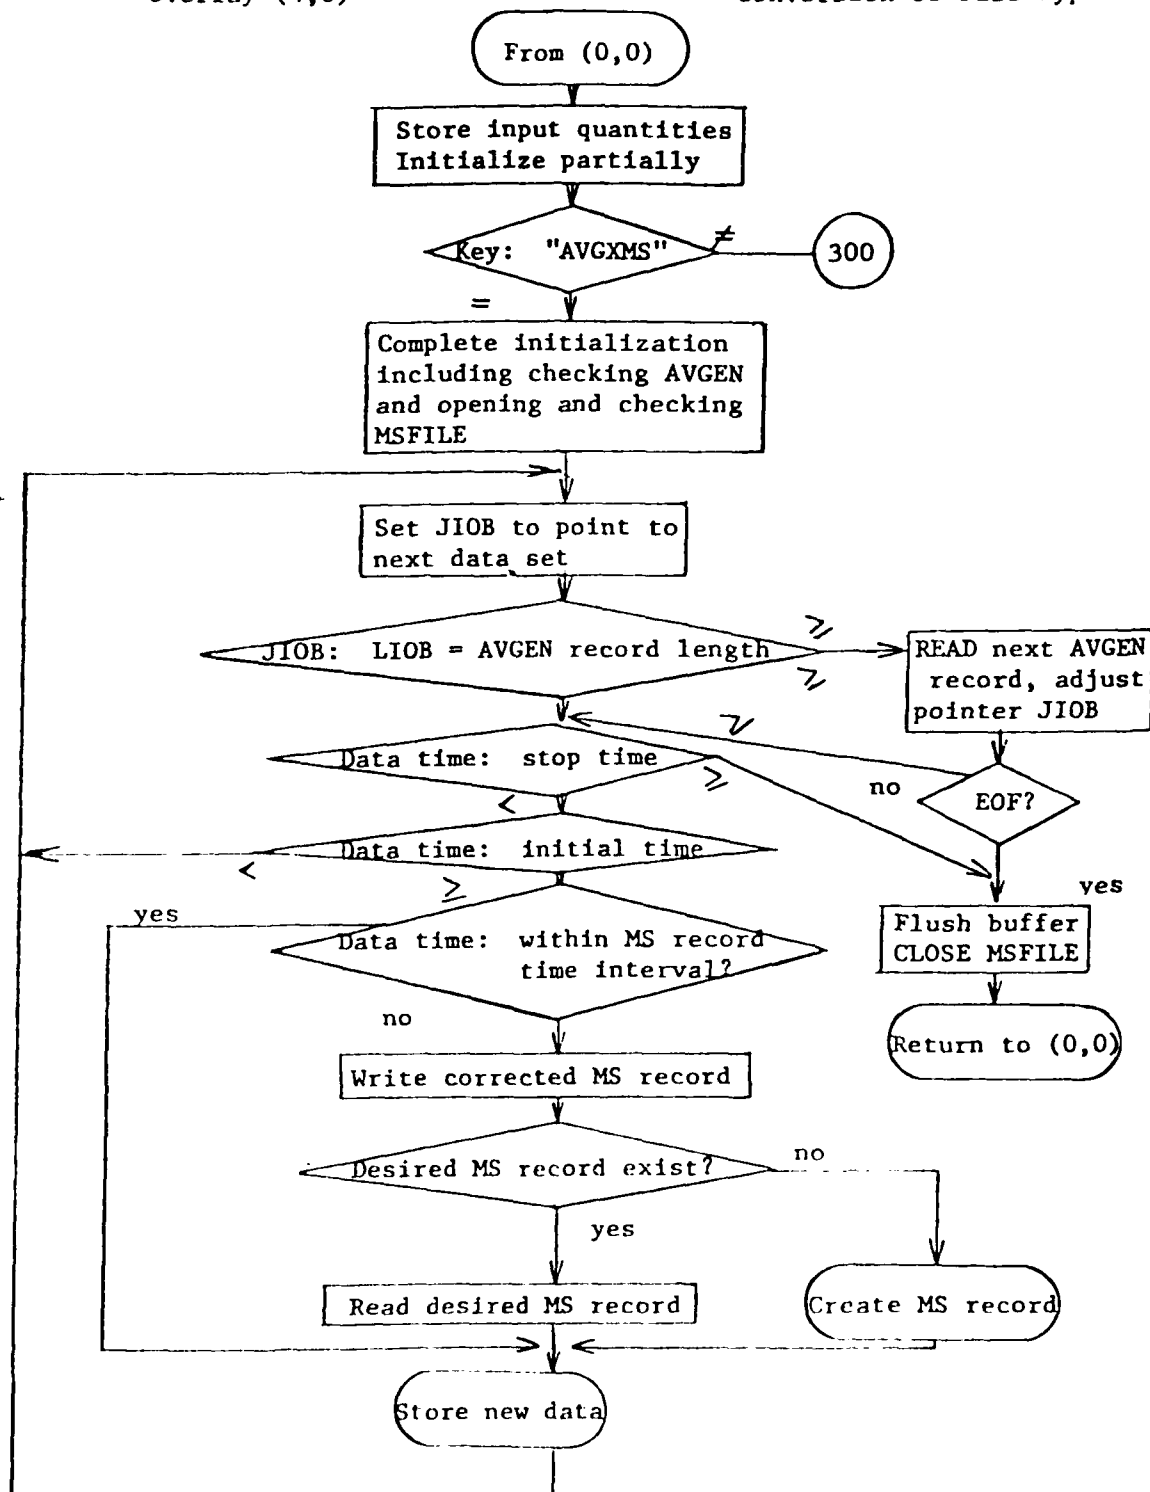 From (0,0)
Store input quantities
Initialize partially
Key: "AVGXMS"
≠
300
=
Complete initialization
including checking AVGEN
and opening and checking
MSFILE
Set JIOB to point to
next data set
JIOB: LIOB = AVGEN record length
≥
≥
READ next AVGEN
record, adjust
pointer JIOB
Data time: stop time
≥
<
no
EOF?
Data time: initial time
<
≥
yes
yes
Flush buffer
CLOSE MSFILE
Data time: within MS record
time interval?
no
Return to (0,0)
Write corrected MS record
Desired MS record exist?
no
yes
Read desired MS record
Create MS record
Store new data